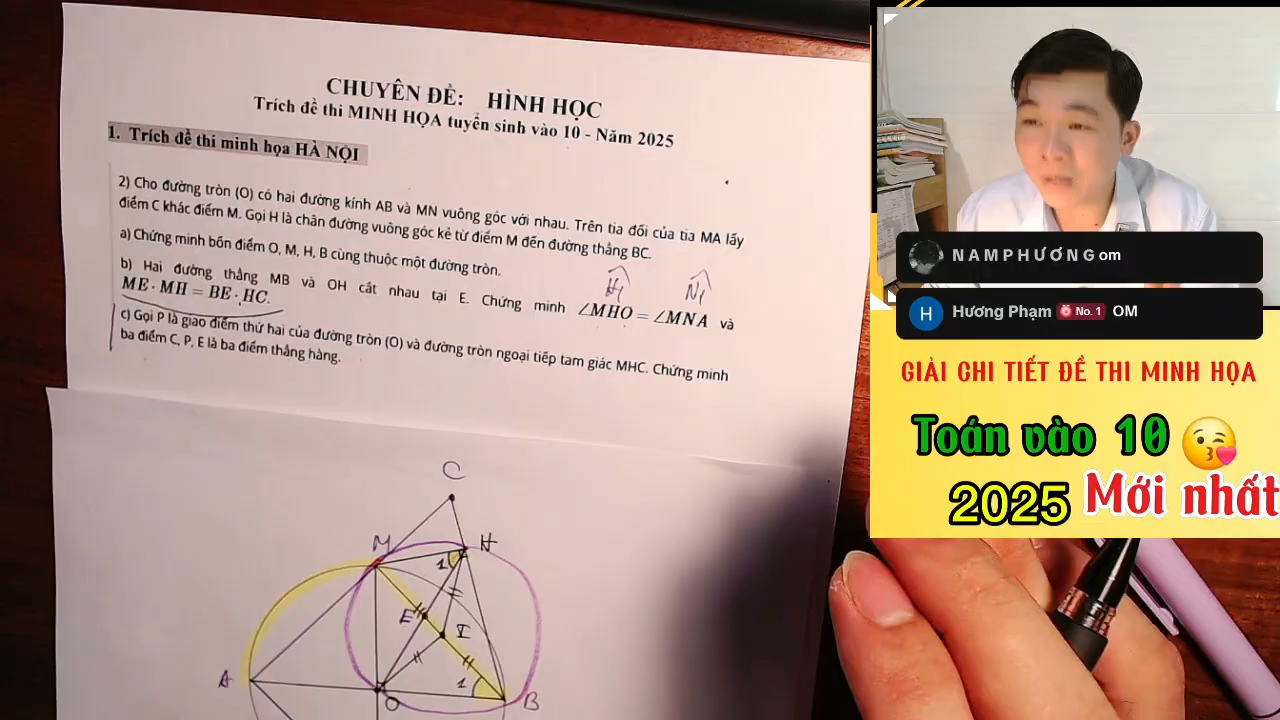 CHUYÊN ĐỀ: HÌNH HỌC
Trích đề thi MINH HỌA tuyển sinh vào 10 - Năm 2025
1. Trích đề thi minh họa HÀ NỘI
2) Cho đường tròn (O) có hai đường kính AB và MN vuông góc với nhau. Trên tia đối của tia MA lấy
điểm C khác điểm M. Gọi H là chân đường vuông góc kẻ từ điểm M đến đường thẳng BC.
a) Chứng minh bốn điểm O, M, H, B cùng thuộc một đường tròn.
H1 N1
b) Hai đường thẳng MB và OH cắt nhau tại E. Chứng minh ∠MHO = ∠MNA và
ME · MH = BE · HC.
c) Gọi P là giao điểm thứ hai của đường tròn (O) và đường tròn ngoại tiếp tam giác MHC. Chứng minh
ba điểm C, P, E là ba điểm thẳng hàng.
C
M H
1
E I
1
A O B
N A M P H Ư Ơ N G om
H Hương Phạm No. 1 OM
GIẢI CHI TIẾT ĐỀ THI MINH HỌA
Toán vào 10
2025 Mới nhất